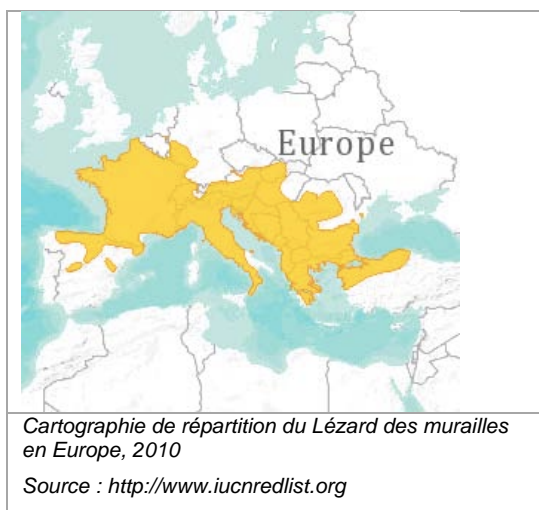 Europe
Cartographie de répartition du Lézard des murailles
en Europe, 2010
Source : http://www.iucnredlist.org